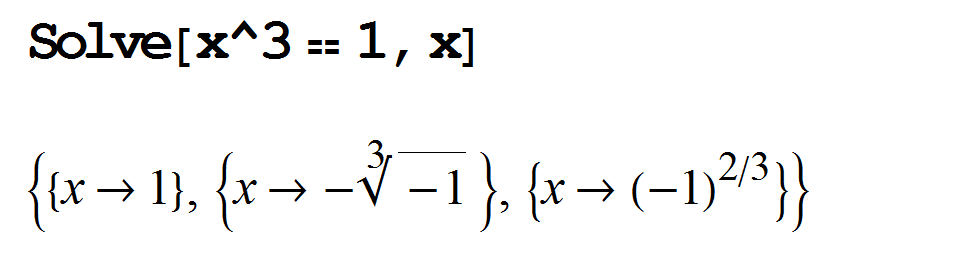 Solve[x^3 == 1, x]
{{x → 1}, {x → -∛-1}, {x → (-1)^{2/3}}}